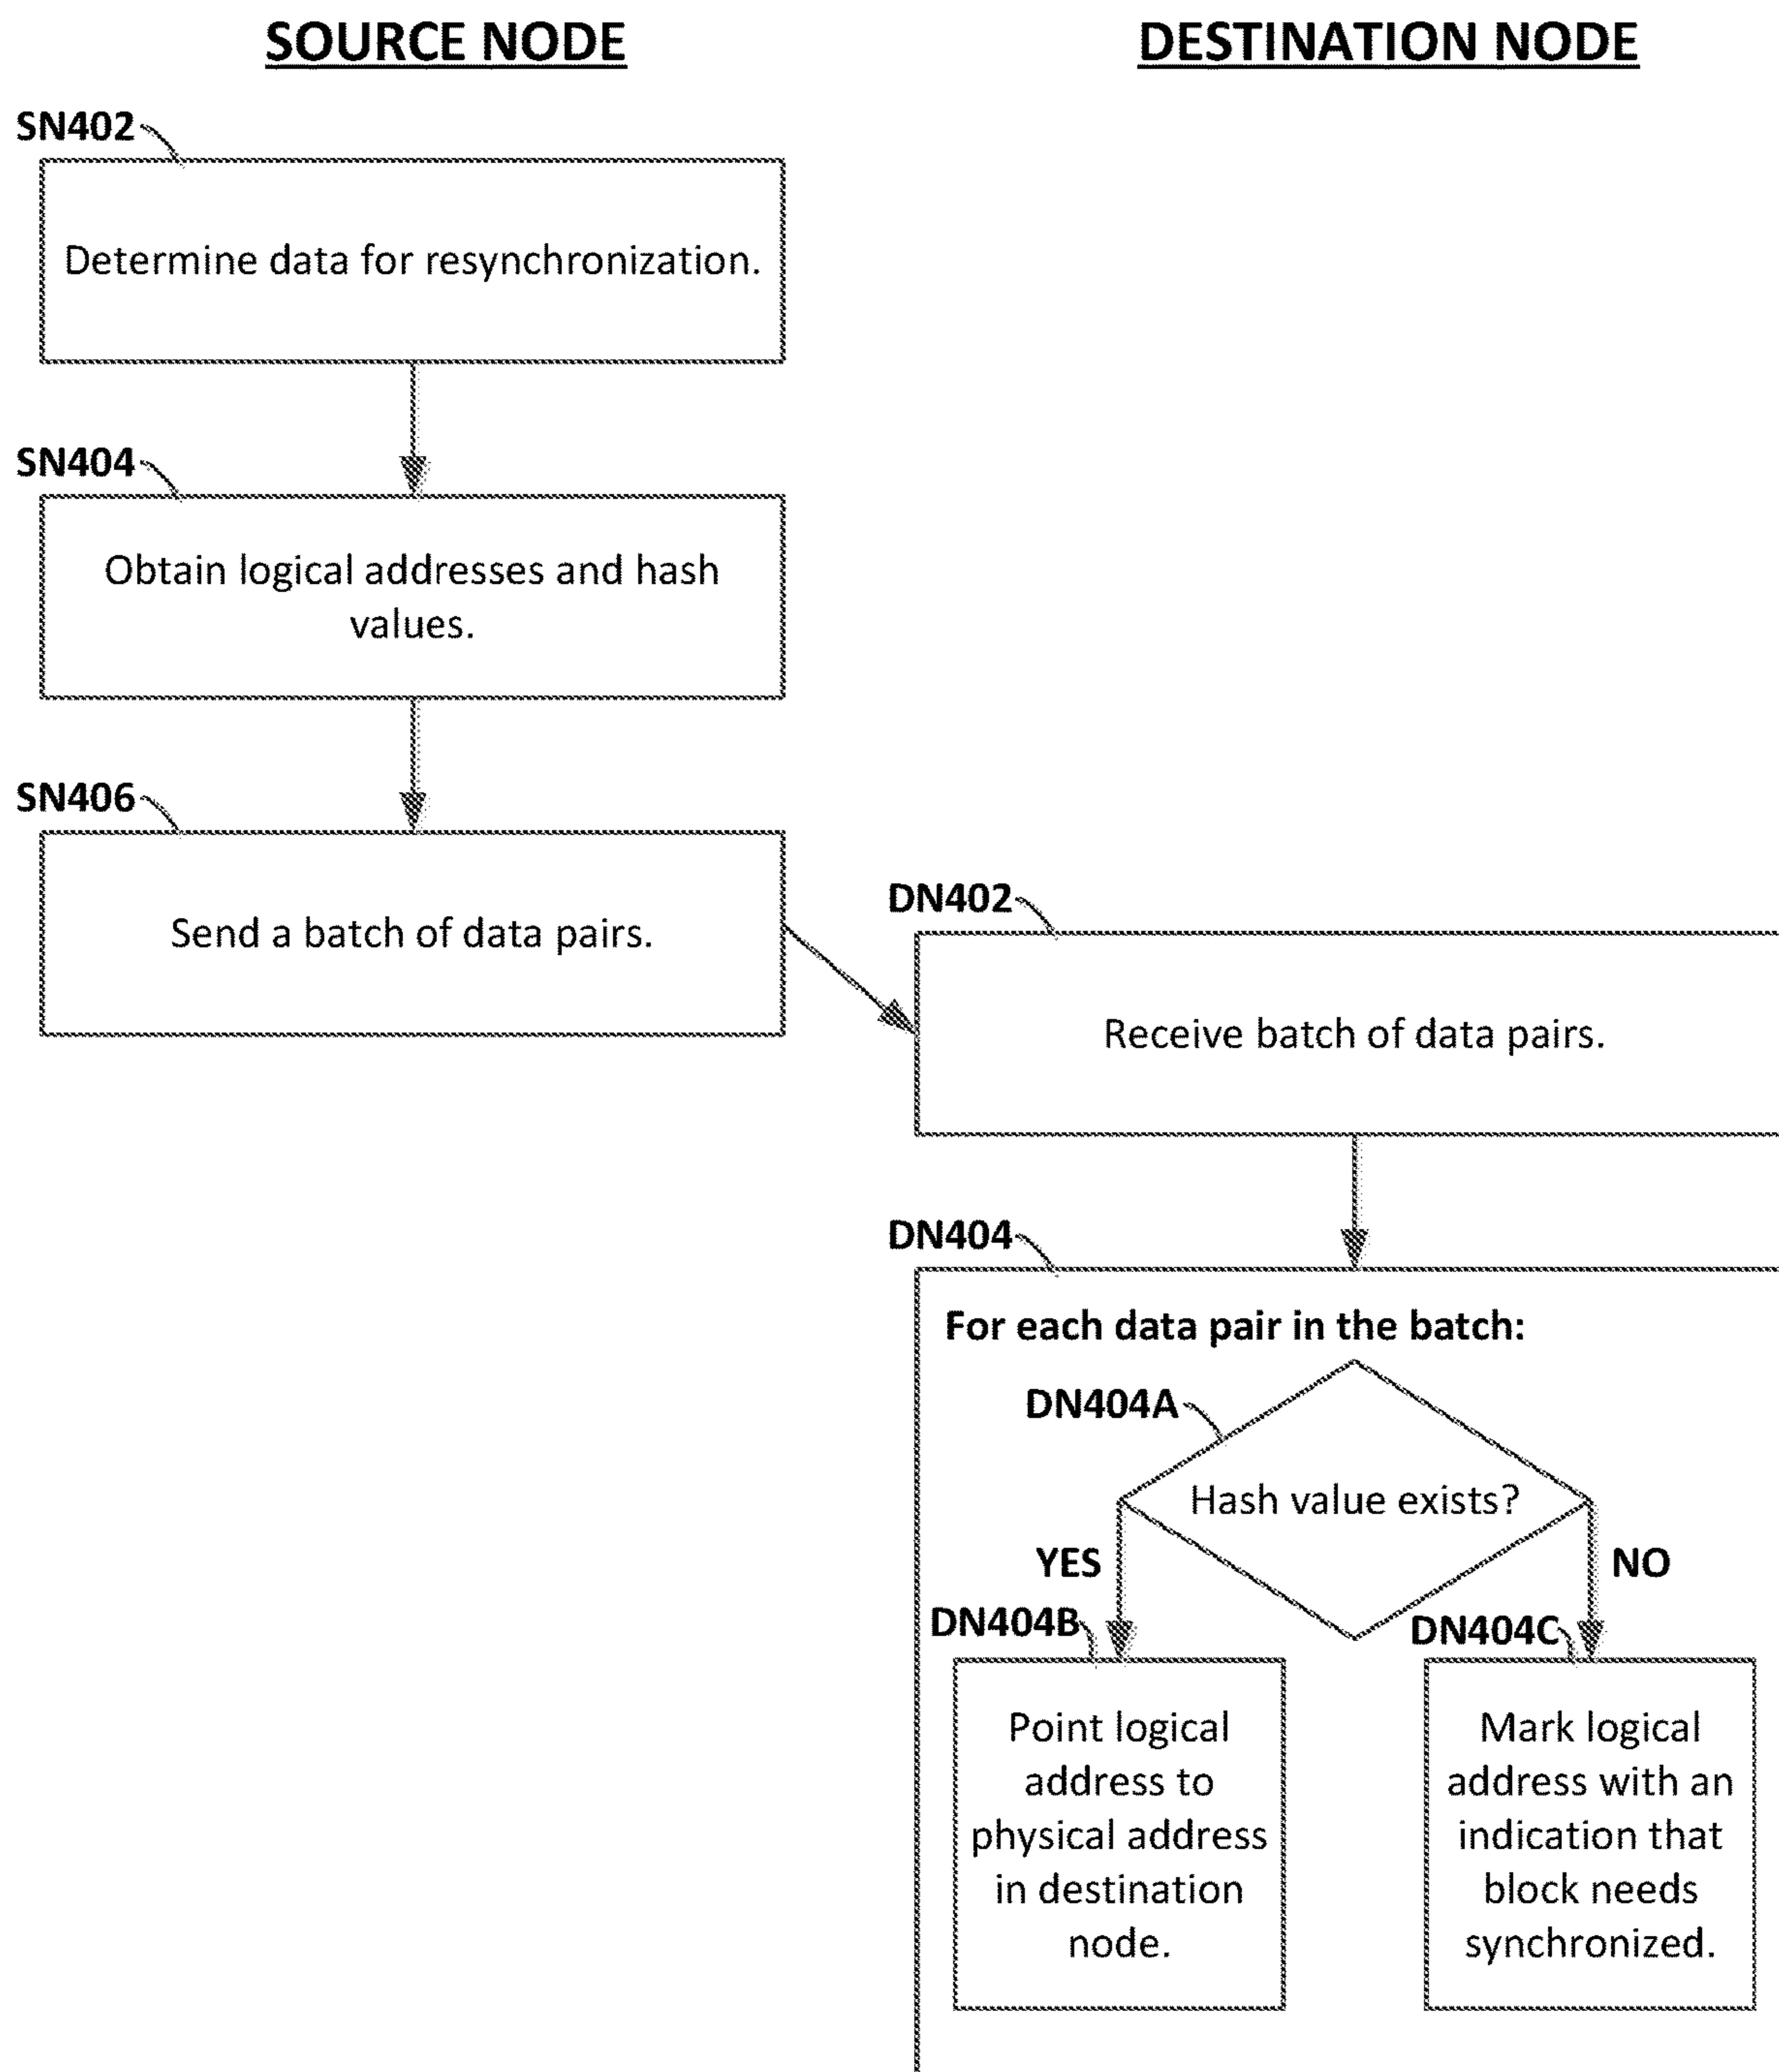 SOURCE NODE
DESTINATION NODE
SN402
Determine data for resynchronization.
SN404
Obtain logical addresses and hash
values.
SN406
Send a batch of data pairs.
DN402
Receive batch of data pairs.
DN404
For each data pair in the batch:
DN404A
Hash value exists?
YES
NO
DN404B
DN404C
Point logical
address to
physical address
in destination
node.
Mark logical
address with an
indication that
block needs
synchronized.